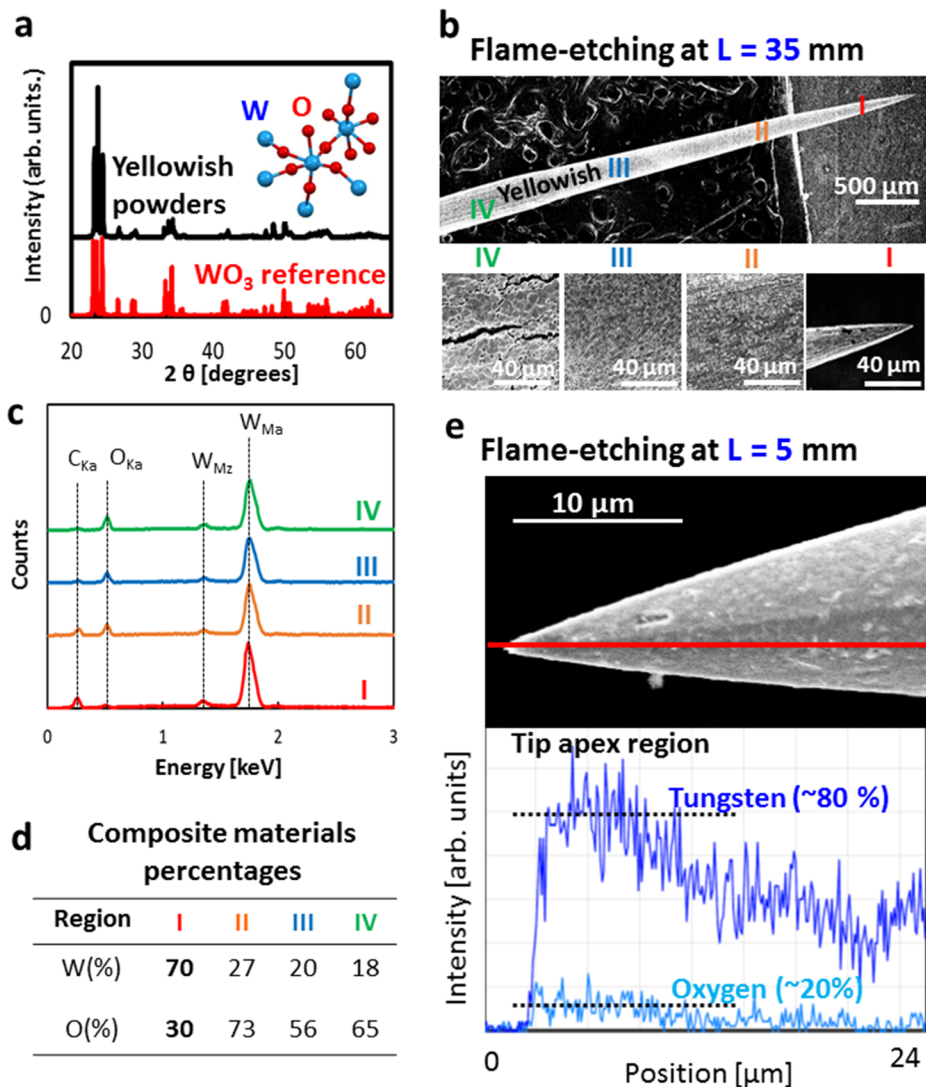 a
Intensity (arb. units.)
0
W
O
Yellowish
powders
WO3 reference
20 30 40 50 60
2 θ [degrees]
b
Flame-etching at L = 35 mm
I
II
III
Yellowish
IV
500 µm
IV III II I
40 µm 40 µm 40 µm 40 µm
c
Counts
CKa
OKa
WMz
WMa
IV
III
II
I
0 1 2 3
Energy [keV]
d
Composite materials
percentages
Region I II III IV
W(%) 70 27 20 18
O(%) 30 73 56 65
e
Flame-etching at L = 5 mm
10 µm
Tip apex region
Intensity [arb. units]
Tungsten (~80 %)
Oxygen (~20%)
0 24
Position [µm]